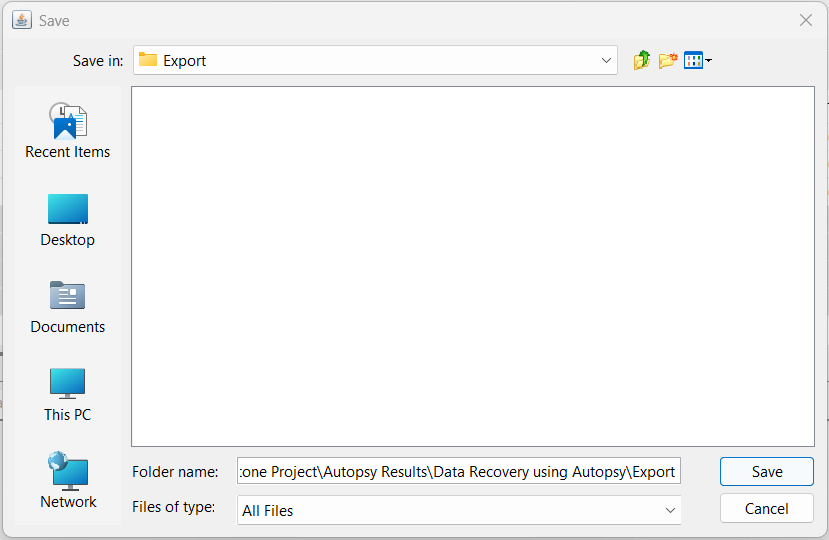 Save
Save in: Export
Recent Items
Desktop
Documents
This PC
Network
Folder name: :one Project\Autopsy Results\Data Recovery using Autopsy\Export
Save
Files of type: All Files
Cancel